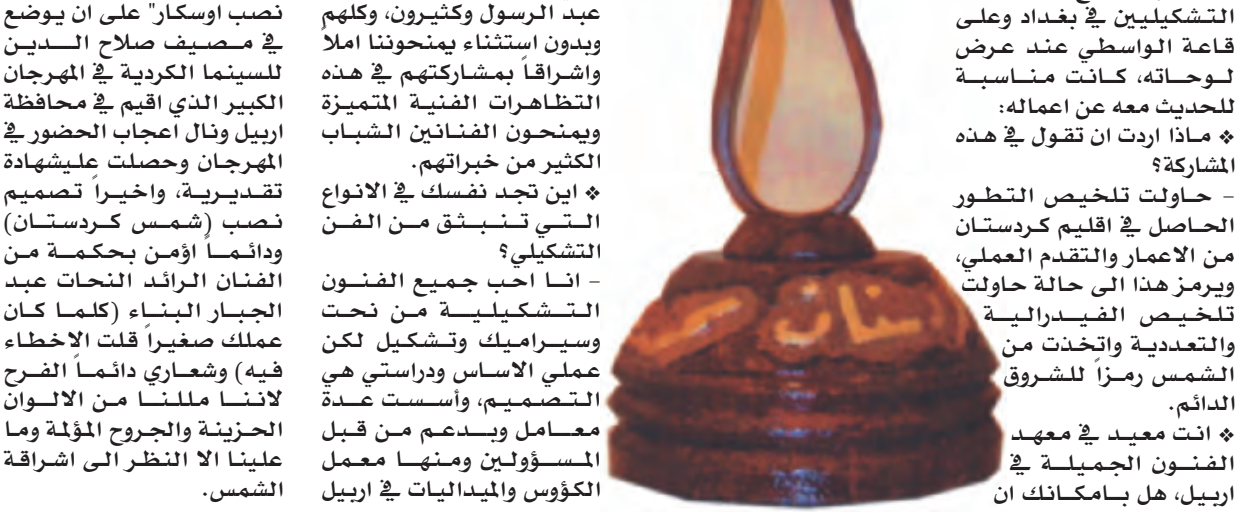 التشكيليين في بغداد وعلى
قاعة الواسطي عند عرض
لوحاته، كانت مناسبة
للحديث معه عن اعماله:
❖ ماذا اردت ان تقول في هذه
المشاركة؟
- حاولت تلخيص التطور
الحاصل في اقليم كردستان
من الاعمار والتقدم العملي،
ويرمز هذا الى حالة حاولت
تلخيص الفيدرالية
والتعددية واتخذت من
الشمس رمزاً للشروق
الدائم.
❖ انت معيد في معهد
الفنون الجميلة في
اربيل، هل بامكانك ان
عبد الرسول وكثيرون، وكلهم
وبدون استثناء يمنحوننا املاً
واشراقاً بمشاركتهم في هذه
التظاهرات الفنية المتميزة
ويمنحون الفنانين الشباب
الكثير من خبراتهم.
❖ اين تجد نفسك في الانواع
التي تنبثق من الفن
التشكيلي؟
- انا احب جميع الفنون
التشكيلية من نحت
وسيراميك وتشكيل لكن
عملي الاساس ودراستي هي
التصميم، وأسست عدة
معامل وبدعم من قبل
المسؤولين ومنها معمل
الكؤوس والميداليات في اربيل
نصب اوسكار" على ان يوضع
في مصيف صلاح الدين
للسينما الكردية في المهرجان
الكبير الذي اقيم في محافظة
اربيل ونال اعجاب الحضور في
المهرجان وحصلت عليشهادة
تقديرية، واخيراً تصميم
نصب (شمس كردستان)
ودائماً اؤمن بحكمة من
الفنان الرائد النحات عبد
الجبار البناء (كلما كان
عملك صغيراً قلت الاخطاء
فيه) وشعاري دائماً الفرح
لاننا مللنا من الالوان
الحزينة والجروح المؤلمة وما
علينا الا النظر الى اشراقة
الشمس.